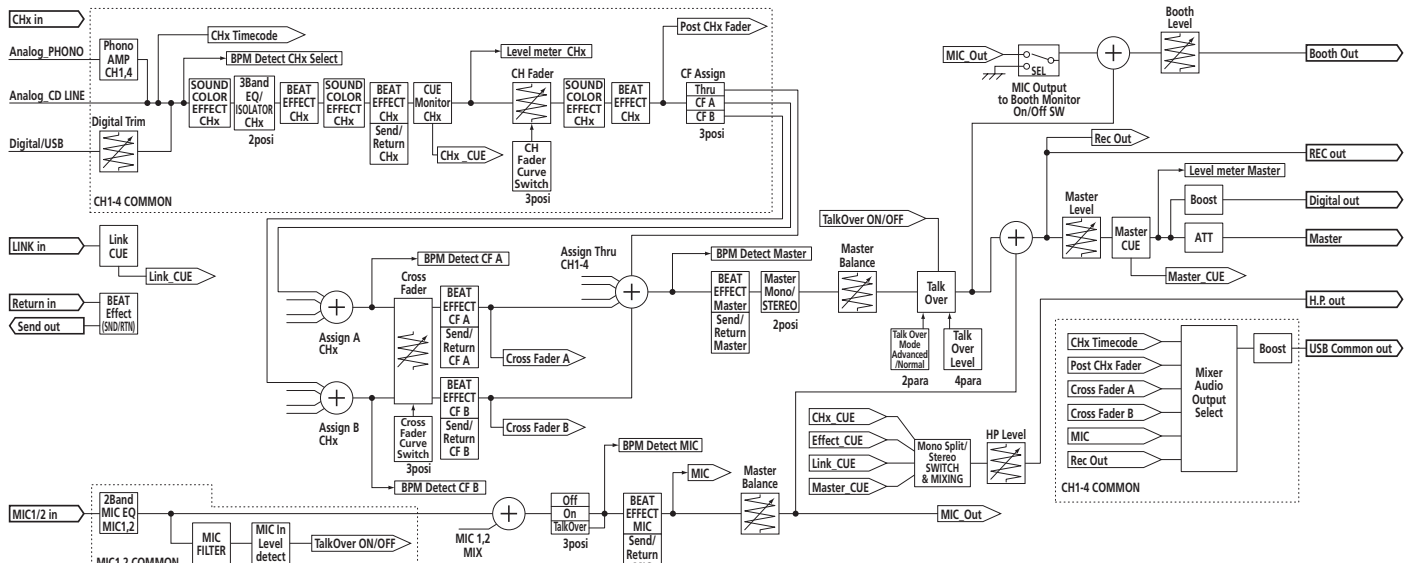 CHx in
Analog_PHONO
Phono
AMP
CH1,4
CHx Timecode
BPM Detect CHx Select
Analog_CD LINE
Digital Trim
Digital/USB
SOUND
COLOR
EFFECT
CHx
3Band
EQ/
ISOLATOR
CHx
2posi
BEAT
EFFECT
CHx
SOUND
COLOR
EFFECT
CHx
BEAT
EFFECT
CHx
Send/
Return
CHx
CUE
Monitor
CHx
CHx _CUE
Level meter CHx
CH Fader
CH
Fader
Curve
Switch
3posi
SOUND
COLOR
EFFECT
CHx
BEAT
EFFECT
CHx
Post CHx Fader
CF Assign
Thru
CF A
CF B
3posi
CH1-4 COMMON
MIC_Out
SEL
MIC Output
to Booth Monitor
On/Off SW
Booth
Level
Booth Out
Rec Out
REC out
Level meter Master
Master
Level
Master
CUE
Master_CUE
Boost
Digital out
ATT
Master
LINK in
Link
CUE
Link_CUE
Return in
Send out
BEAT
Effect
(SND/RTN)
BPM Detect CF A
Cross
Fader
BEAT
EFFECT
CF A
Send/
Return
CF A
Cross Fader A
Assign A
CHx
Assign B
CHx
BEAT
EFFECT
CF B
Send/
Return
CF B
Cross Fader B
Cross
Fader
Curve
Switch
3posi
BPM Detect CF B
Assign Thru
CH1-4
BPM Detect Master
BEAT
EFFECT
Master
Send/
Return
Master
Master
Mono/
STEREO
2posi
Master
Balance
TalkOver ON/OFF
Talk
Over
Talk Over
Mode
Advanced
/Normal
2para
Talk
Over
Level
4para
H.P. out
CHx_CUE
Effect_CUE
Link_CUE
Master_CUE
Mono Split/
Stereo
SWITCH
& MIXING
HP Level
CHx Timecode
Post CHx Fader
Cross Fader A
Cross Fader B
MIC
Rec Out
Mixer
Audio
Output
Select
Boost
USB Common out
CH1-4 COMMON
MIC1/2 in
2Band
MIC EQ
MIC1,2
MIC
FILTER
MIC In
Level
detect
TalkOver ON/OFF
MIC1,2 COMMON
MIC 1,2
MIX
Off
On
TalkOver
3posi
BPM Detect MIC
BEAT
EFFECT
MIC
Send/
Return
MIC
Master
Balance
MIC_Out